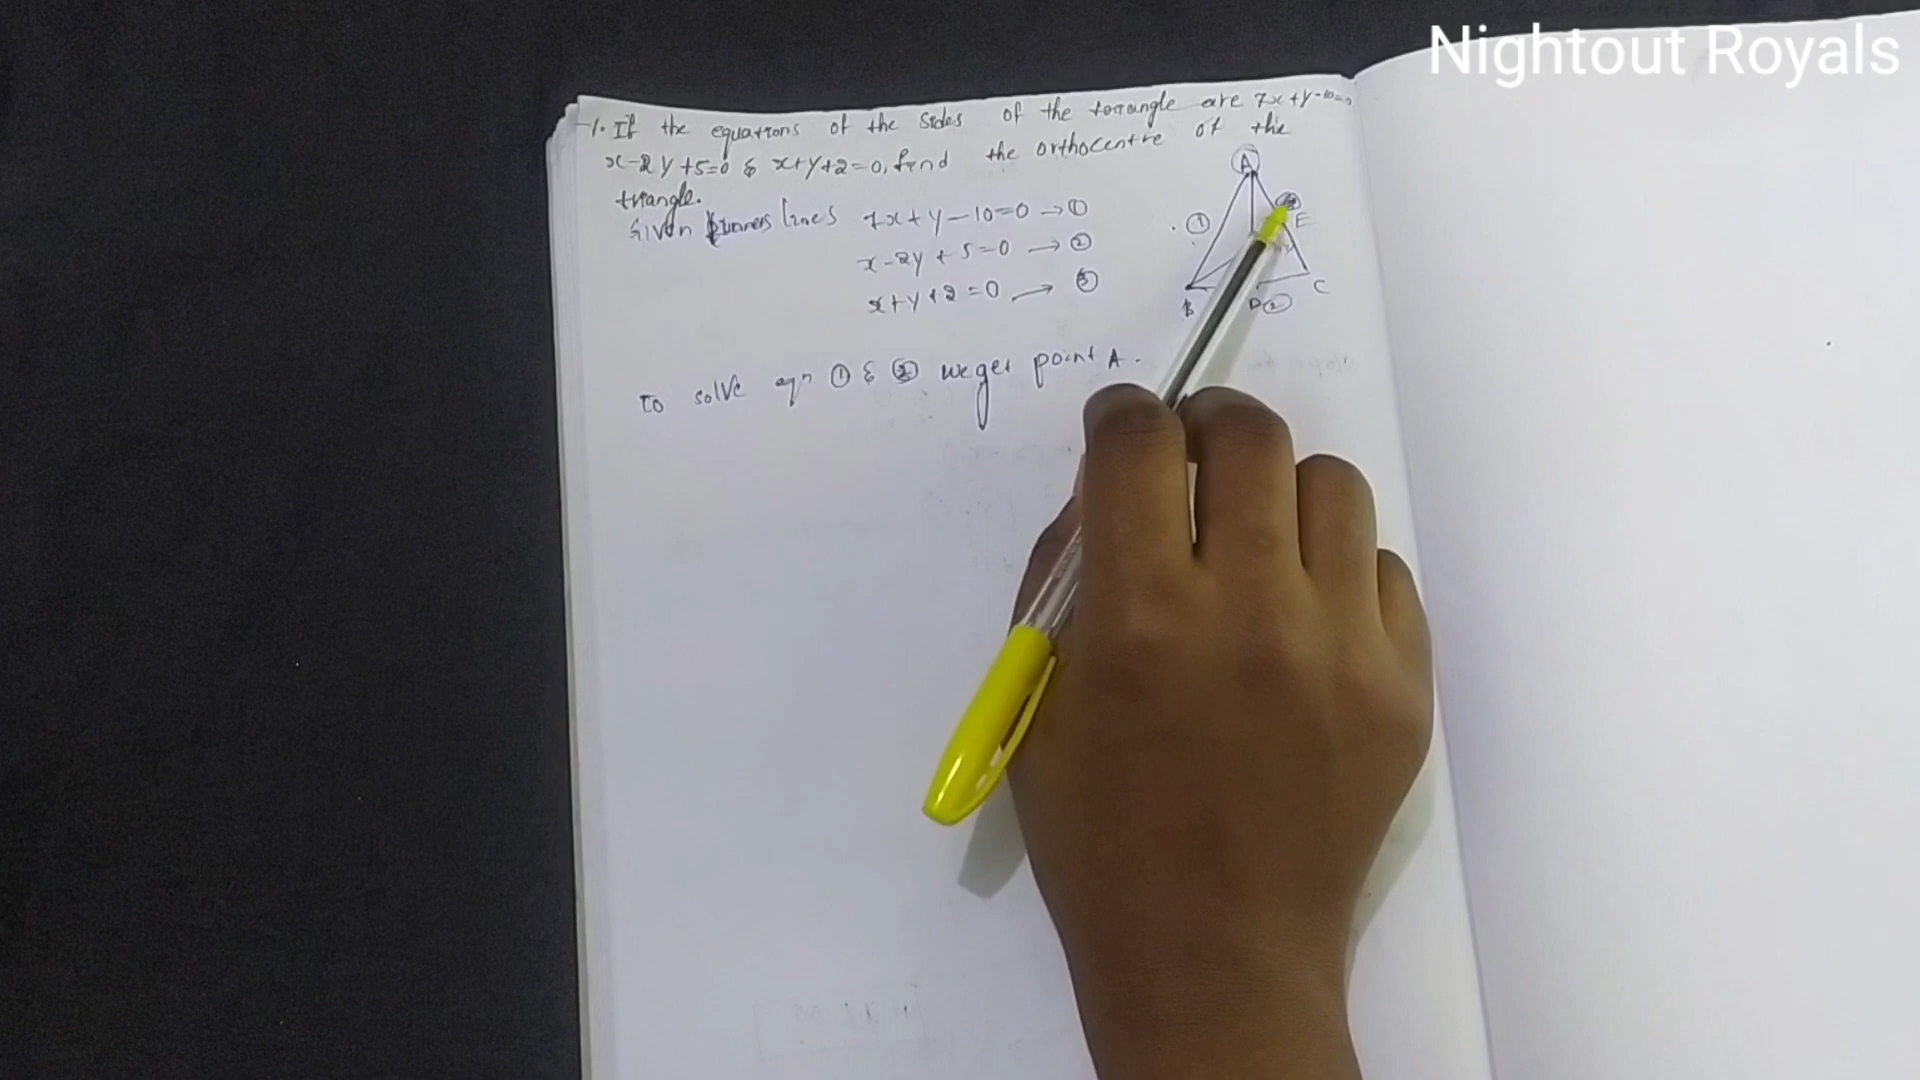 Nightout Royals
1. If the equations of the sides of the torangle are 7x+y-10=0
x-2y+5=0 & x+y+2=0, find the orthocentre of the
triangle.
Given lines 7x+y-10=0 →①
x-2y+5=0 →②
x+y+2=0 →③
A
①
E
B D ② C
To solve eqn ① & ③ we get point A.